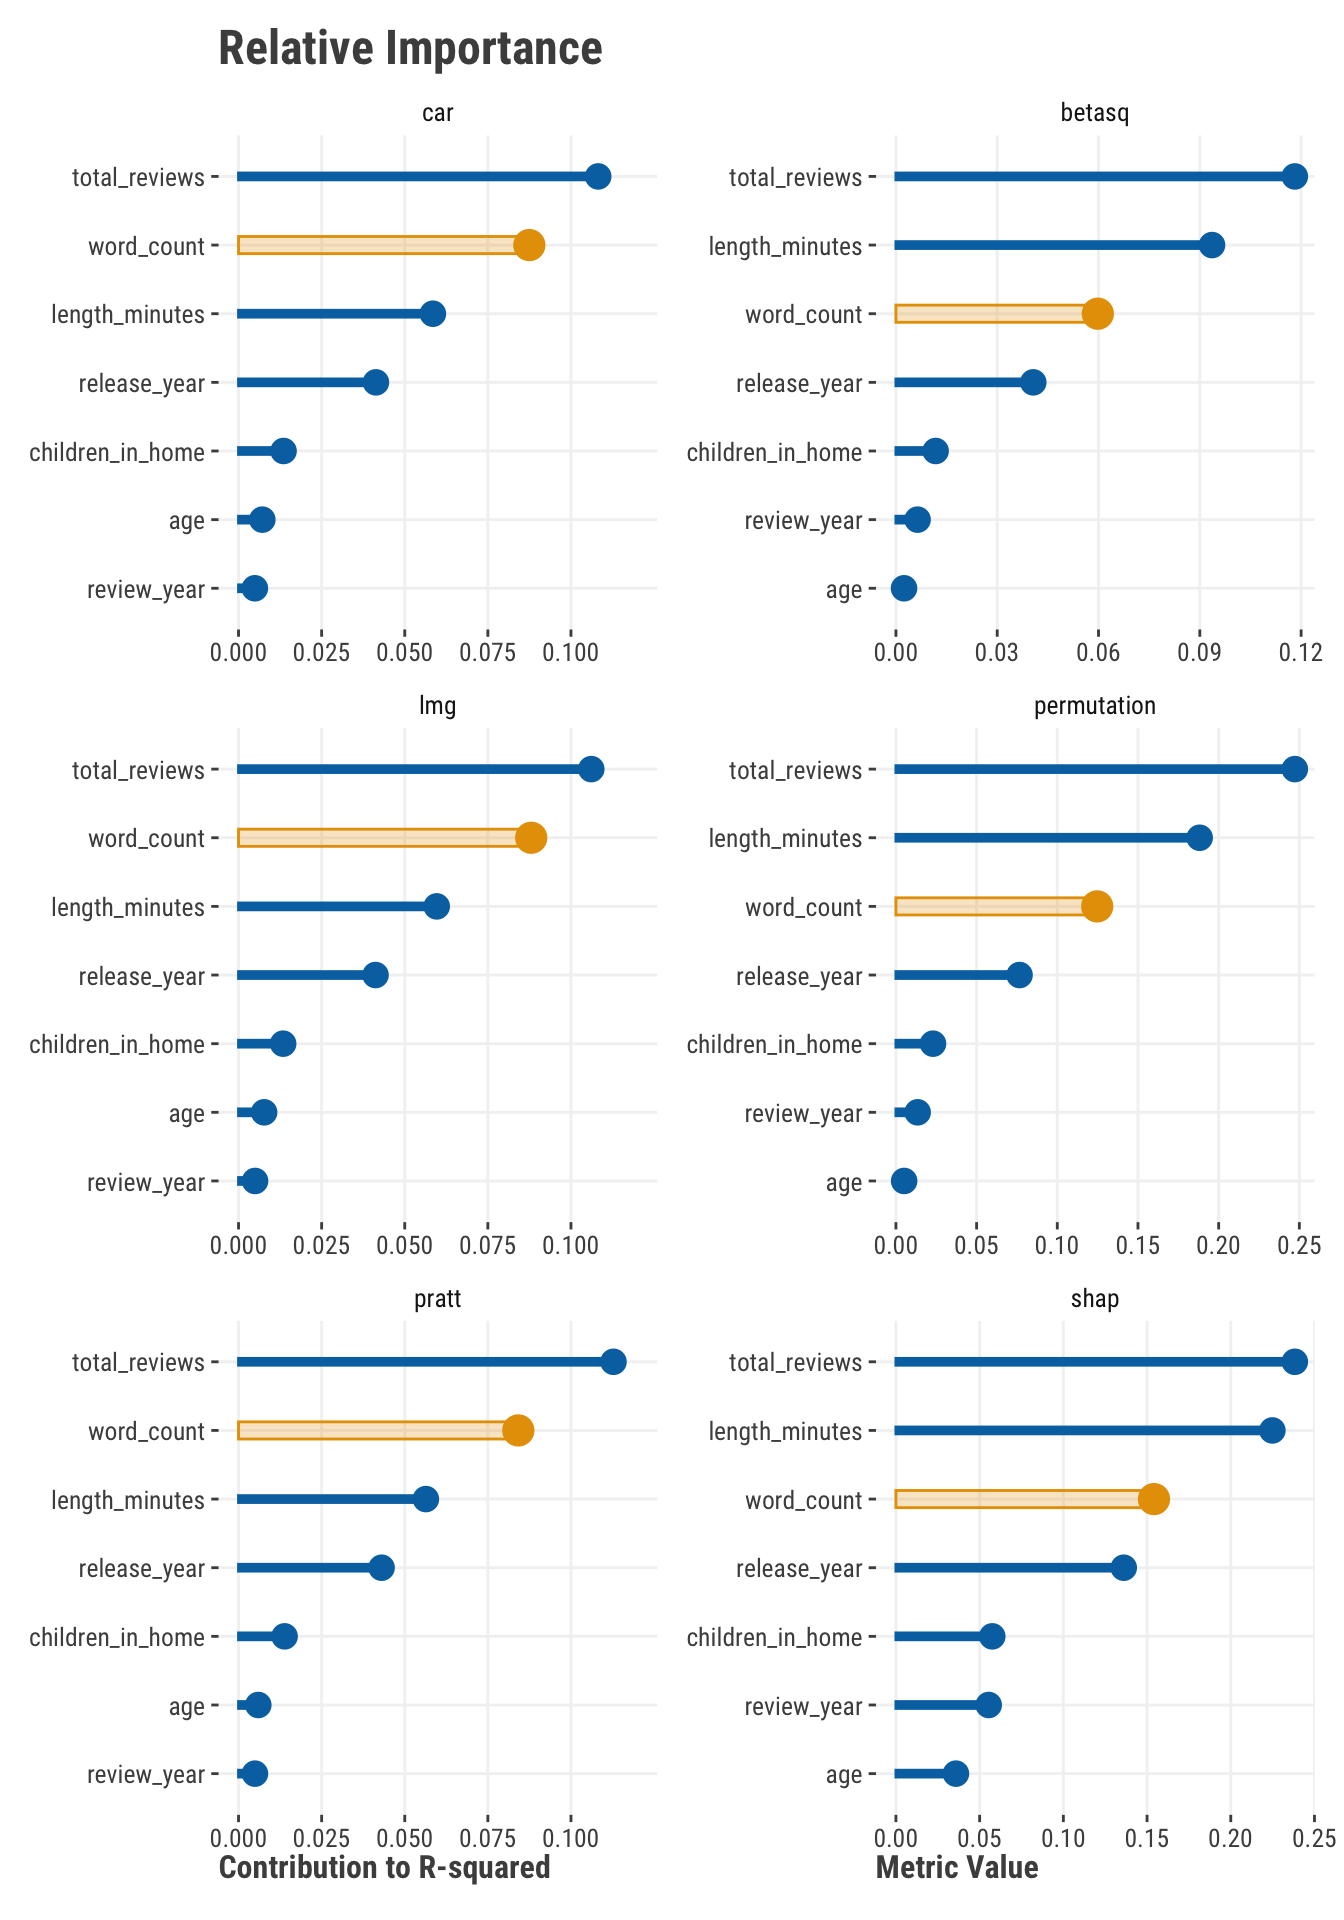 Relative Importance
car
total_reviews
word_count
length_minutes
release_year
children_in_home
age
review_year
0.000 0.025 0.050 0.075 0.100
betasq
total_reviews
length_minutes
word_count
release_year
children_in_home
review_year
age
0.00 0.03 0.06 0.09 0.12
lmg
total_reviews
word_count
length_minutes
release_year
children_in_home
age
review_year
0.000 0.025 0.050 0.075 0.100
permutation
total_reviews
length_minutes
word_count
release_year
children_in_home
review_year
age
0.00 0.05 0.10 0.15 0.20 0.25
pratt
total_reviews
word_count
length_minutes
release_year
children_in_home
age
review_year
0.000 0.025 0.050 0.075 0.100
Contribution to R-squared
shap
total_reviews
length_minutes
word_count
release_year
children_in_home
review_year
age
0.00 0.05 0.10 0.15 0.20 0.25
Metric Value